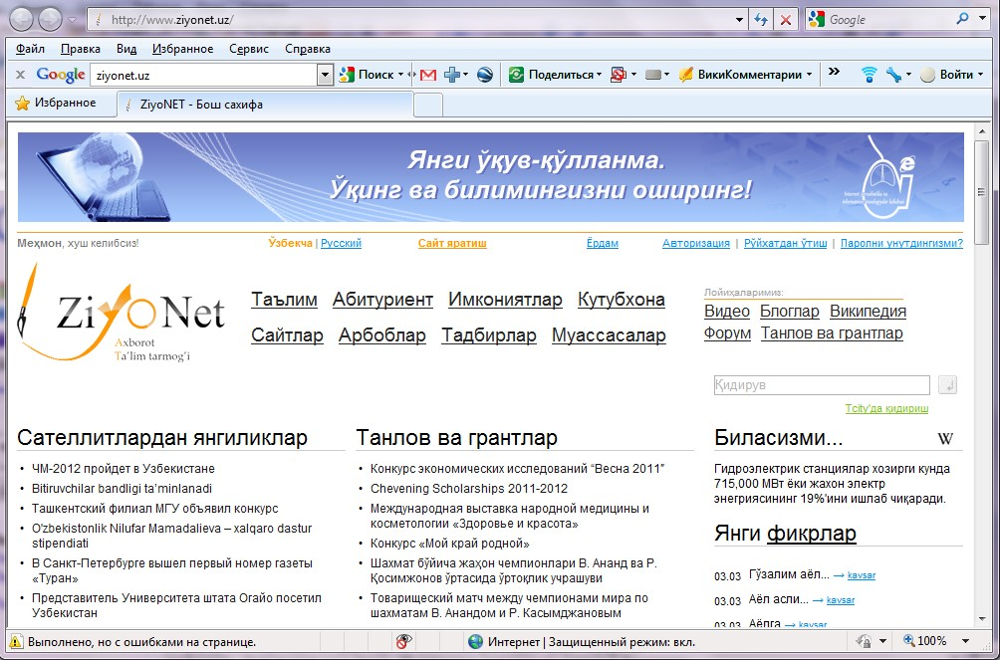 http://www.ziyonet.uz/
Google
Файл Правка Вид Избранное Сервис Справка
x Google ziyonet.uz Поиск Поделиться ВикиКомментарии » Войти
Избранное ZiyoNET - Бош сахифа
Янги ўқув-қўлланма.
Ўқинг ва билимингизни оширинг!
Меҳмон, хуш келибсиз! Ўзбекча | Русский Сайт яратиш Ёрдам Авторизация | Рўйхатдан ўтиш | Паролни унутдингизми?
ZiyoNet
Axborot
Ta'lim tarmog'i
Таълим Абитуриент Имкониятлар Кутубхона
Сайтлар Арбоблар Тадбирлар Муассасалар
Лойиҳаларимиз:
Видео Блоглар Википедия
Форум Танлов ва грантлар
Қидирув
Tcity'да қидириш
Сателлитлардан янгиликлар
• ЧМ-2012 пройдет в Узбекистане
• Bitiruvchilar bandligi ta'minlanadi
• Ташкентский филиал МГУ объявил конкурс
• O'zbekistonlik Nilufar Mamadalieva – xalqaro dastur
stipendiati
• В Санкт-Петербурге вышел первый номер газеты
«Туран»
• Представитель Университета штата Огайо посетил
Узбекистан
Танлов ва грантлар
• Конкурс экономических исследований “Весна 2011”
• Chevening Scholarships 2011-2012
• Международная выставка народной медицины и
косметологии «Здоровье и красота»
• Конкурс «Мой край родной»
• Шахмат бўйича жаҳон чемпионлари В. Ананд ва Р.
Қосимжонов ўртасида ўртоқлик учрашуви
• Товарищеский матч между чемпионами мира по
шахматам В. Анандом и Р. Касымджановым
Биласизми... W
Гидроэлектрик станциялар хозирги кунда
715,000 МВт ёки жахон электр
энергиясининг 19%'ини ишлаб чиқаради.
Янги фикрлар
03.03 Гўзалим аёл... → kavsar
03.03 Аёл асли... → kavsar
03.03 Аёлга → kavsar
Выполнено, но с ошибками на странице. Интернет | Защищенный режим: вкл. 100%